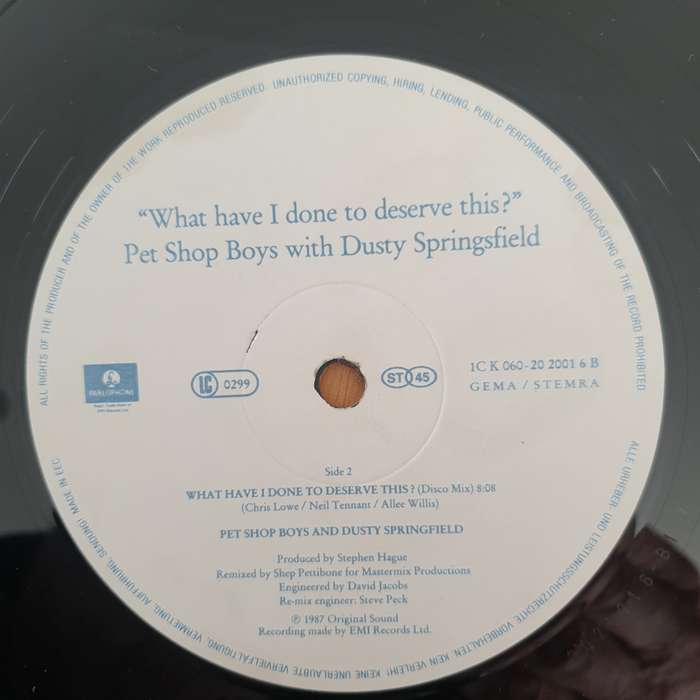 ALL RIGHTS OF THE PRODUCER AND OF THE OWNER OF THE WORK REPRODUCED RESERVED. UNAUTHORIZED COPYING, HIRING, LENDING, PUBLIC PERFORMANCE AND BROADCASTING OF THE RECORD PROHIBITED
"What have I done to deserve this?"
Pet Shop Boys with Dusty Springsfield
PARLOPHONE
LC 0299
ST 45
1C K 060-20 2001 6 B
GEMA / STEMRA
Side 2
WHAT HAVE I DONE TO DESERVE THIS? (Disco Mix) 8:08
(Chris Lowe / Neil Tennant / Allee Willis)
PET SHOP BOYS AND DUSTY SPRINGFIELD
Produced by Stephen Hague
Remixed by Shep Pettibone for Mastermix Productions
Engineered by David Jacobs
Re-mix engineer: Steve Peck
℗ 1987 Original Sound
Recording made by EMI Records Ltd.
ALLE URHEBER- UND LEISTUNGSSCHUTZRECHTE VORBEHALTEN. KEIN VERLEIH! KEINE UNERLAUBTE VERVIELFÄLTIGUNG, VERMIETUNG, AUFFÜHRUNG, SENDUNG! MADE IN EEC